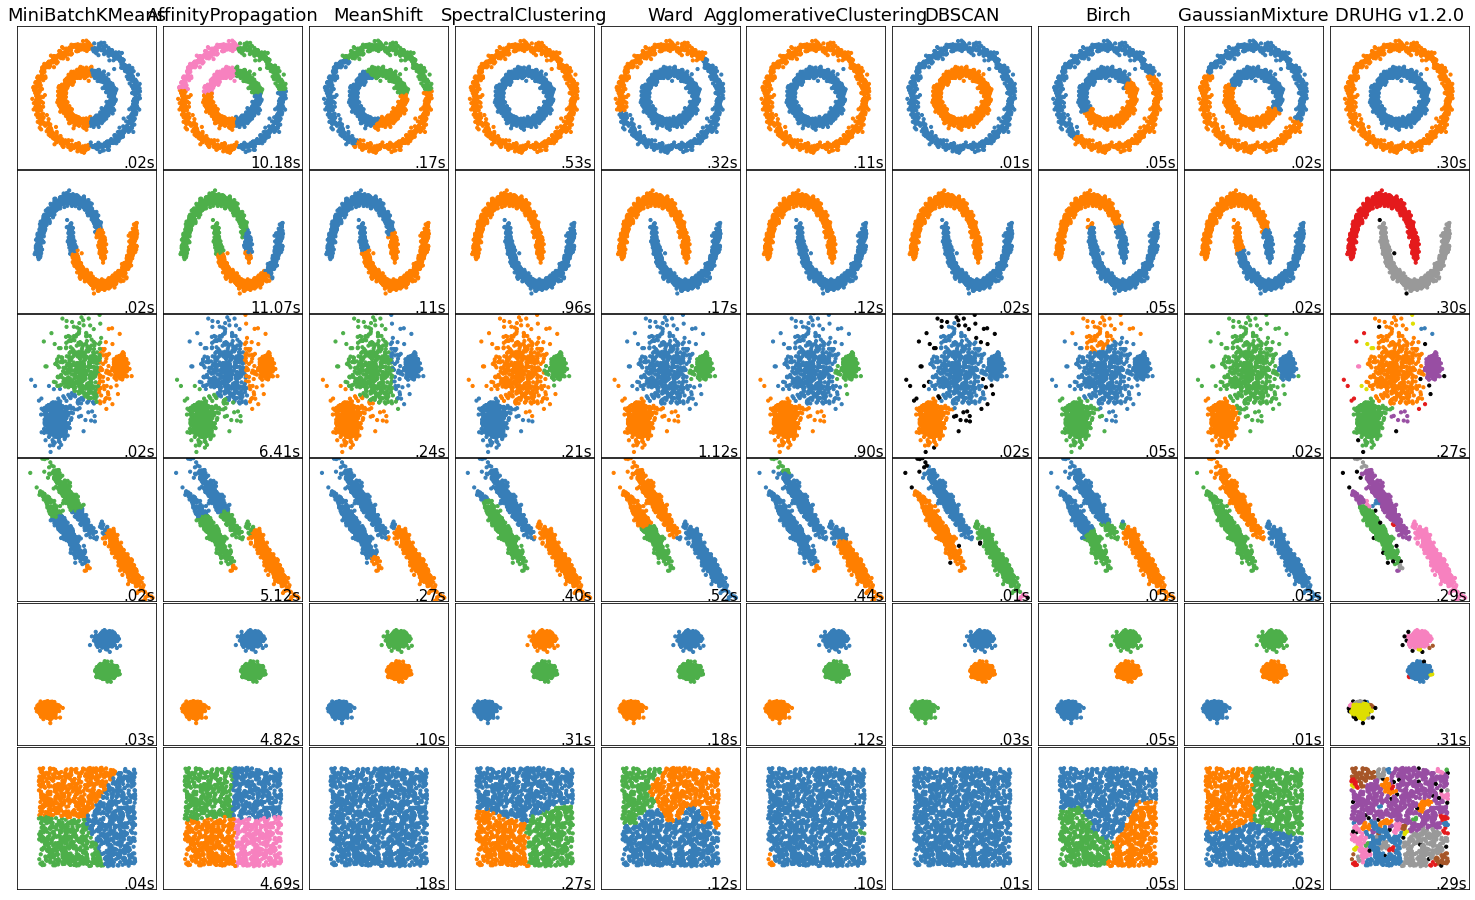 MiniBatchKMeans AffinityPropagation MeanShift SpectralClustering Ward AgglomerativeClustering DBSCAN Birch GaussianMixture DRUHG v1.2.0
.02s 10.18s .17s .53s .32s .11s .01s .05s .02s .30s
.02s 11.07s .11s .96s .17s .12s .02s .05s .02s .30s
.02s 6.41s .24s .21s 1.12s .90s .02s .05s .02s .27s
.02s 5.12s .27s .40s .52s .44s .01s .05s .03s .29s
.03s 4.82s .10s .31s .18s .12s .03s .05s .01s .31s
.04s 4.69s .18s .27s .12s .10s .01s .05s .02s .29s